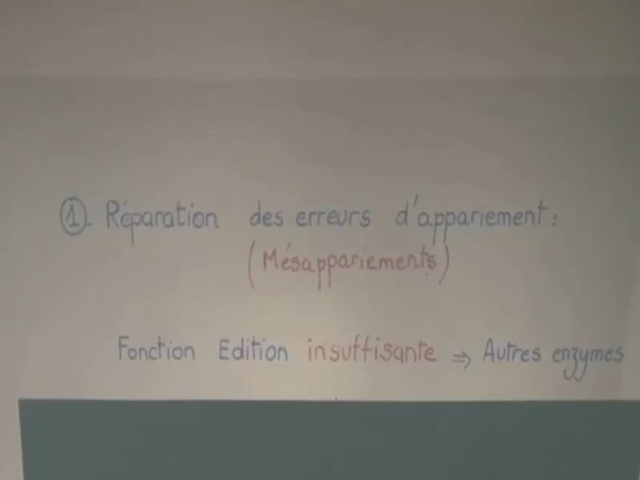 ①. Réparation des erreurs d'appariement:
(Mésappariements)
Fonction Edition insuffisante ⇒ Autres enzymes